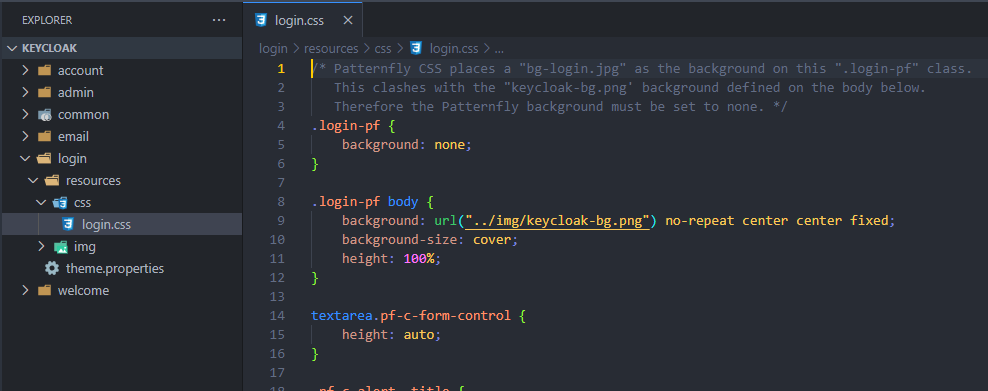 EXPLORER ···
KEYCLOAK
account
admin
common
email
login
resources
css
login.css
img
theme.properties
welcome
login.css ×
login > resources > css > login.css > ...
1 /* Patternfly CSS places a "bg-login.jpg" as the background on this ".login-pf" class.
2 This clashes with the "keycloak-bg.png' background defined on the body below.
3 Therefore the Patternfly background must be set to none. */
4 .login-pf {
5 background: none;
6 }
7
8 .login-pf body {
9 background: url("../img/keycloak-bg.png") no-repeat center center fixed;
10 background-size: cover;
11 height: 100%;
12 }
13
14 textarea.pf-c-form-control {
15 height: auto;
16 }
17
18 .pf-c-alert__title {